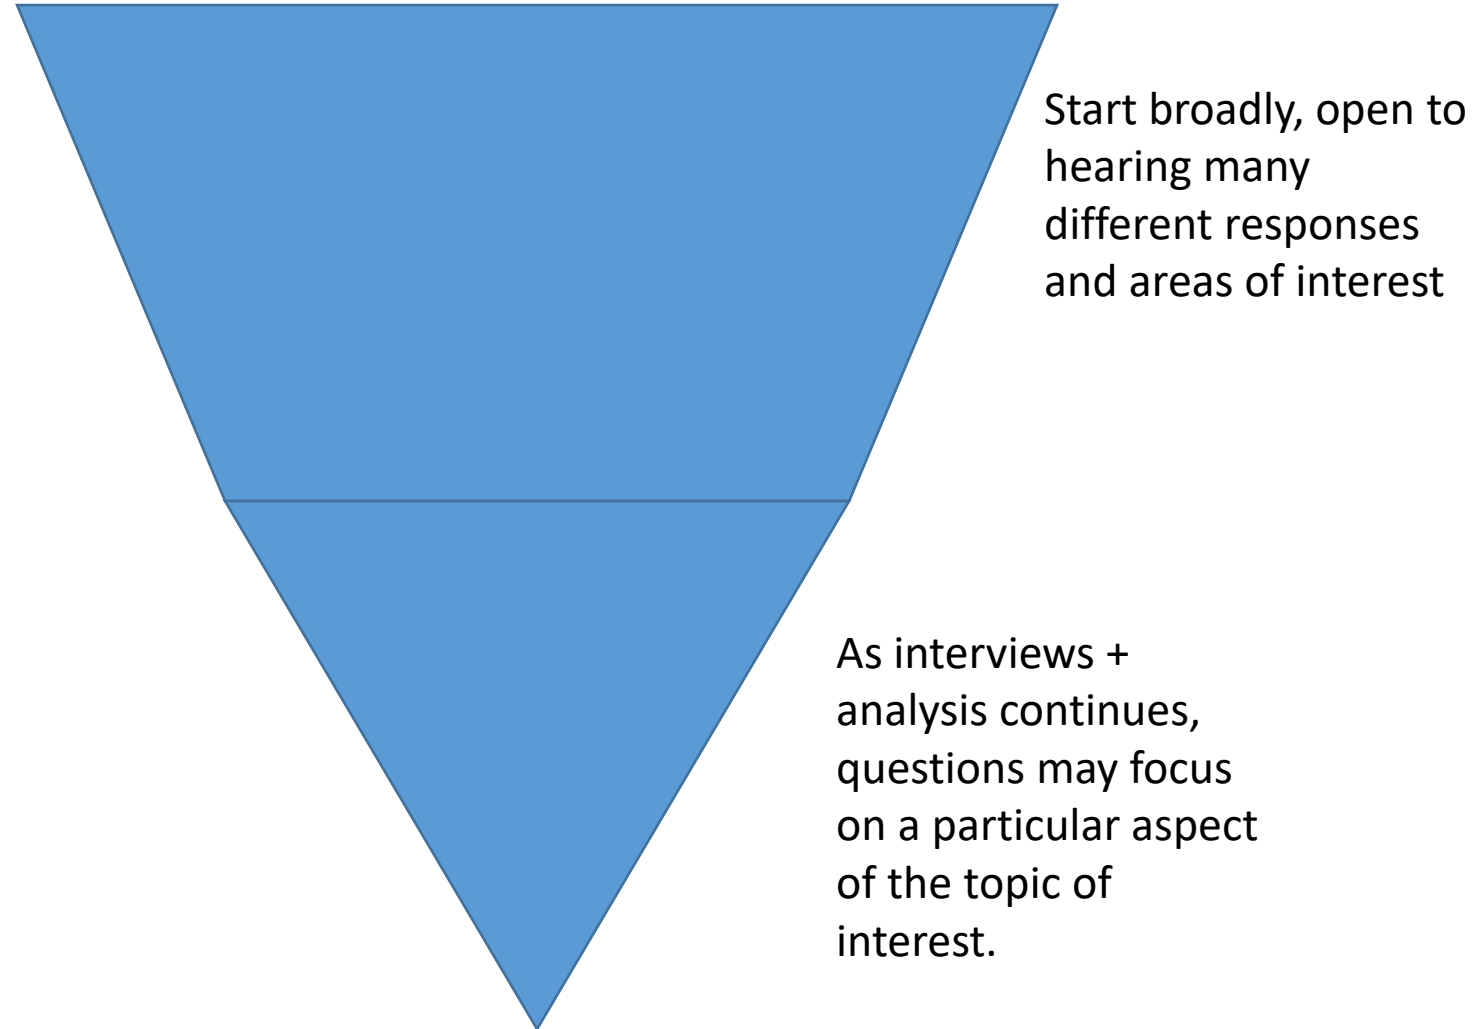 Start broadly, open to
hearing many
different responses
and areas of interest
As interviews +
analysis continues,
questions may focus
on a particular aspect
of the topic of
interest.